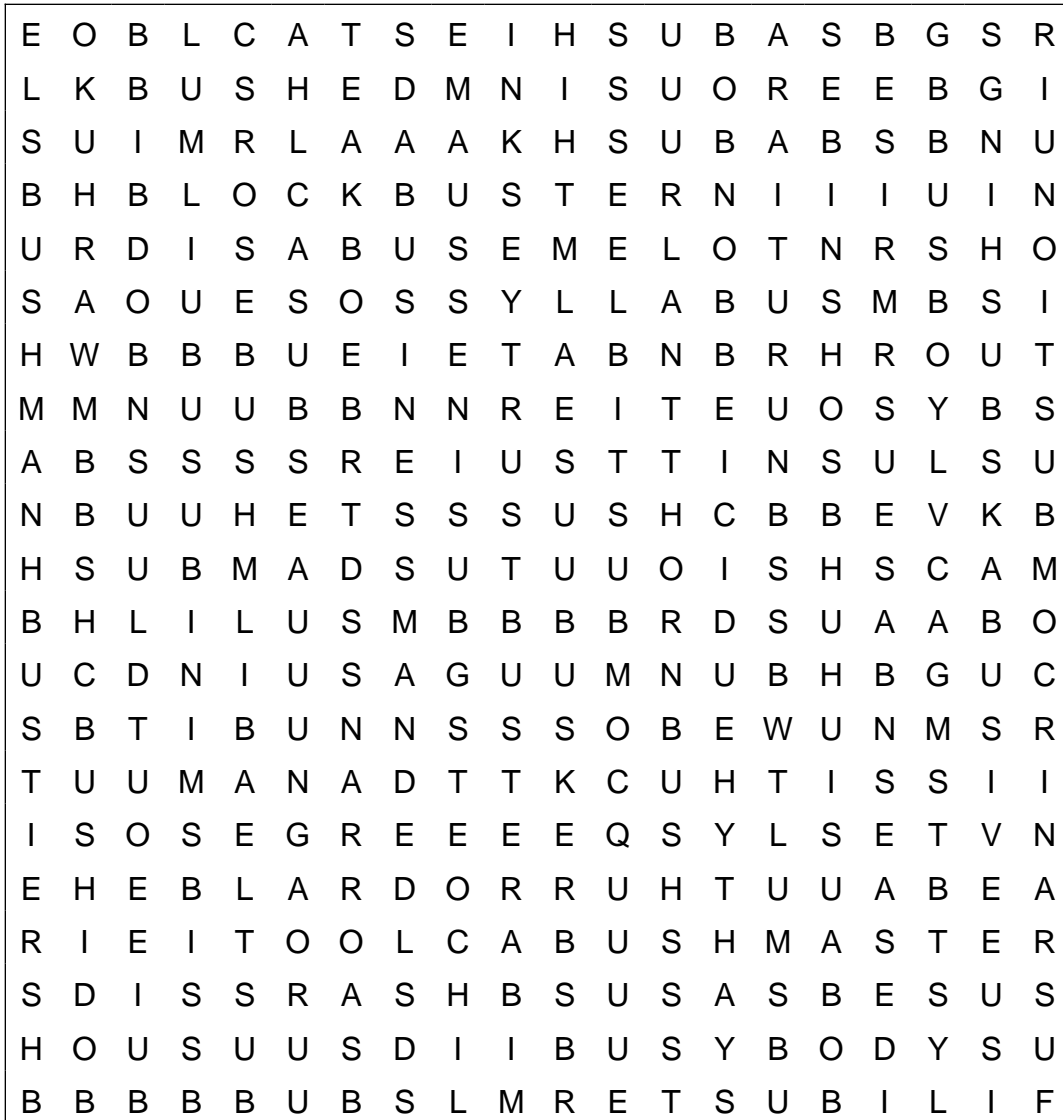 E O B L C A T S E I H S U B A S B G S R
L K B U S H E D M N I S U O R E E B G I
S U I M R L A A A K H S U B A B S B N U
B H B L O C K B U S T E R N I I I U I N
U R D I S A B U S E M E L O T N R S H O
S A O U E S O S S Y L L A B U S M B S I
H W B B B U E I E T A B N B R H R O U T
M M N U U B B N N R E I T E U O S Y B S
A B S S S S R E I U S T T I N S U L S U
N B U U H E T S S S U S H C B B E V K B
H S U B M A D S U T U U O I S H S C A M
B H L I L U S M B B B B R D S U A A B O
U C D N I U S A G U U M N U B H B G U C
S B T I B U N N S S S O B E W U N M S R
T U U M A N A D T T K C U H T I S S I I
I S O S E G R E E E E Q S Y L S E T V N
E H E B L A R D O R R U H T U U A B E A
R I E I T O O L C A B U S H M A S T E R
S D I S S R A S H B S U S A S B E S U S
H O U S U U S D I I B U S Y B O D Y S U
B B B B B U B S L M R E T S U B I L I F